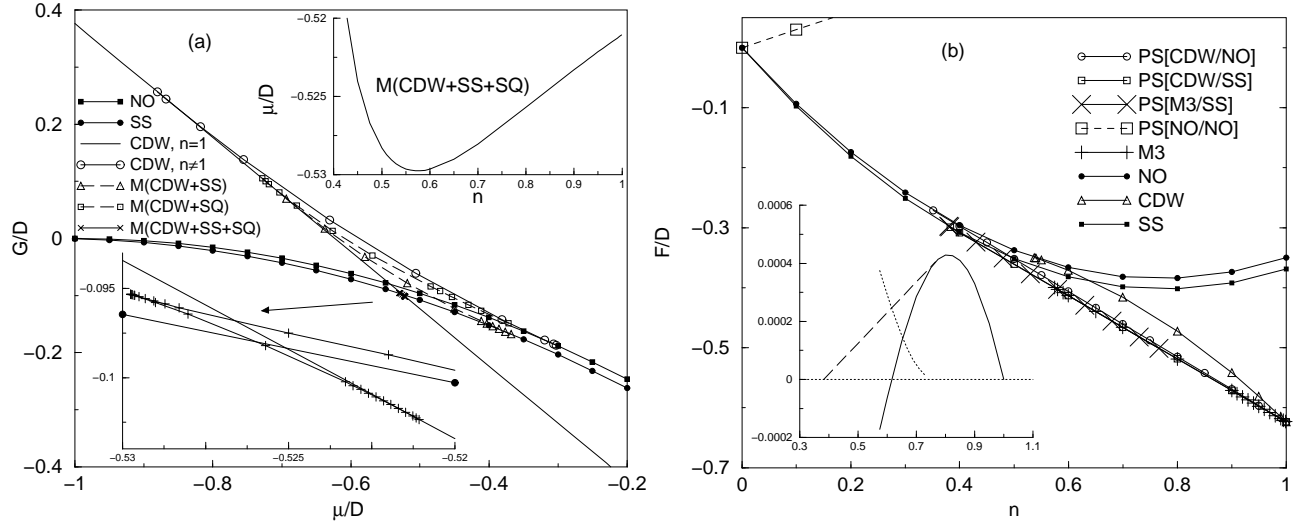 (a)
G/D
0.4
0.2
0
−0.2
−0.4
NO
SS
CDW, n=1
CDW, n≠1
M(CDW+SS)
M(CDW+SQ)
M(CDW+SS+SQ)
−1 −0.8 −0.6 −0.4 −0.2
μ/D
−0.52
−0.525
−0.53
μ/D
M(CDW+SS+SQ)
0.4 0.5 0.6 0.7 0.8 0.9 1
n
−0.095
−0.1
−0.53 −0.525 −0.52
(b)
F/D
−0.1
−0.3
−0.5
−0.7
PS[CDW/NO]
PS[CDW/SS]
PS[M3/SS]
PS[NO/NO]
M3
NO
CDW
SS
0 0.2 0.4 0.6 0.8 1
n
0.0006
0.0004
0.0002
0
−0.0002
0.3 0.5 0.7 0.9 1.1